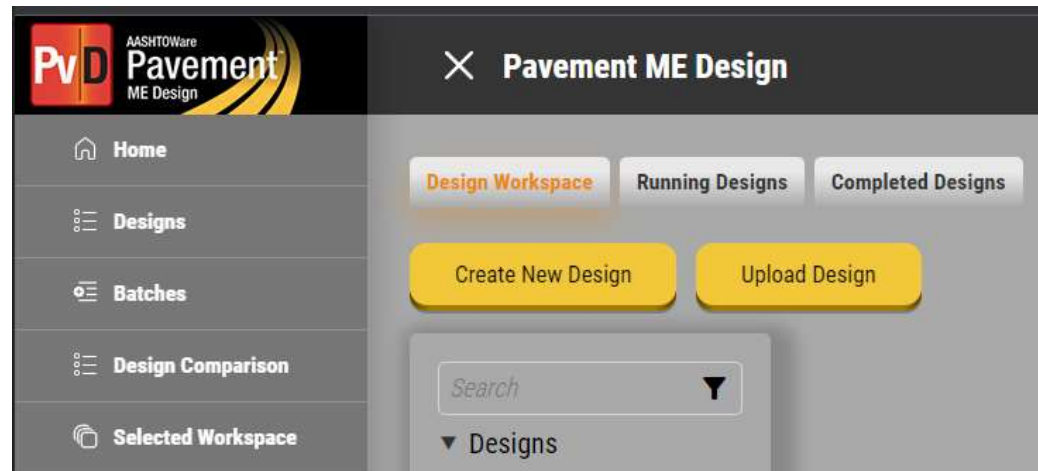 PvD
AASHTOWare
Pavement
ME Design
Pavement ME Design
Home
Designs
Batches
Design Comparison
Selected Workspace
Design Workspace
Running Designs
Completed Designs
Create New Design
Upload Design
Search
Designs